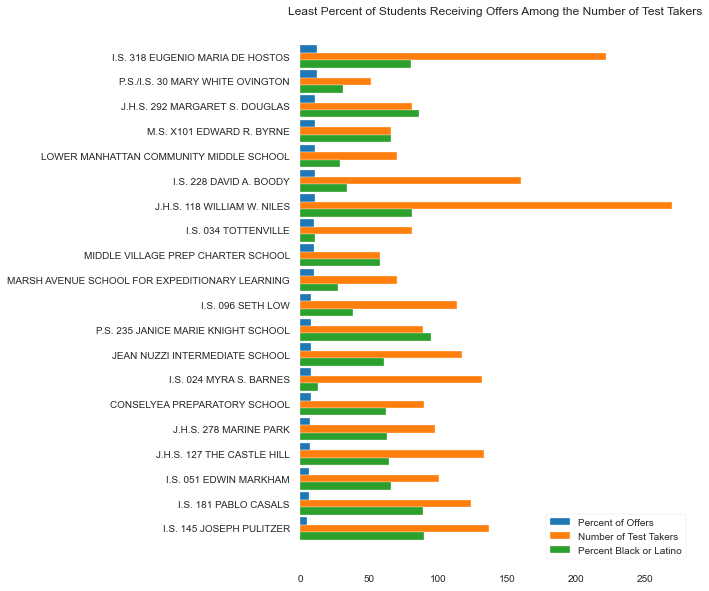 Least Percent of Students Receiving Offers Among the Number of Test Takers
I.S. 318 EUGENIO MARIA DE HOSTOS
P.S./I.S. 30 MARY WHITE OVINGTON
J.H.S. 292 MARGARET S. DOUGLAS
M.S. X101 EDWARD R. BYRNE
LOWER MANHATTAN COMMUNITY MIDDLE SCHOOL
I.S. 228 DAVID A. BOODY
J.H.S. 118 WILLIAM W. NILES
I.S. 034 TOTTENVILLE
MIDDLE VILLAGE PREP CHARTER SCHOOL
MARSH AVENUE SCHOOL FOR EXPEDITIONARY LEARNING
I.S. 096 SETH LOW
P.S. 235 JANICE MARIE KNIGHT SCHOOL
JEAN NUZZI INTERMEDIATE SCHOOL
I.S. 024 MYRA S. BARNES
CONSELYEA PREPARATORY SCHOOL
J.H.S. 278 MARINE PARK
J.H.S. 127 THE CASTLE HILL
I.S. 051 EDWIN MARKHAM
I.S. 181 PABLO CASALS
I.S. 145 JOSEPH PULITZER
Percent of Offers
Number of Test Takers
Percent Black or Latino
0 50 100 150 200 250